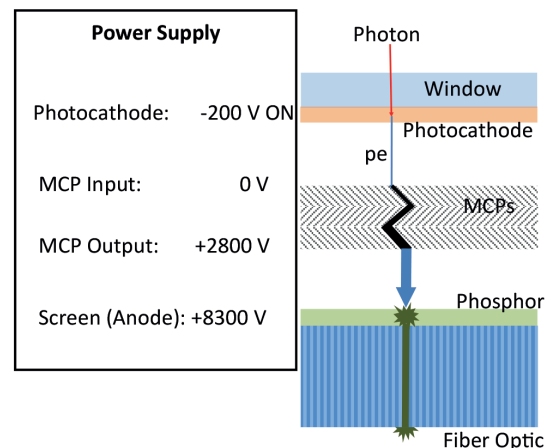 Power Supply
Photocathode: -200 V ON
MCP Input: 0 V
MCP Output: +2800 V
Screen (Anode): +8300 V
Photon
Window
Photocathode
pe
MCPs
Phosphor
Fiber Optic